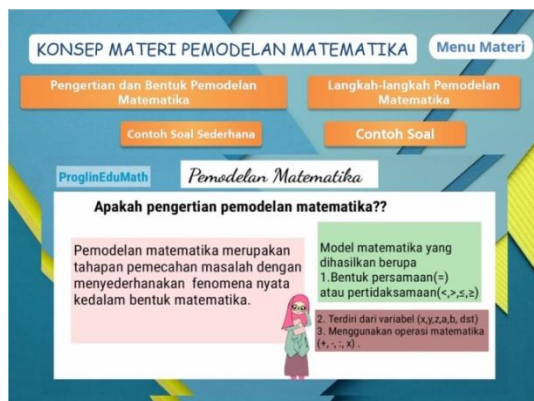 KONSEP MATERI PEMODELAN MATEMATIKA
Menu Materi
Pengertian dan Bentuk Pemodelan
Matematika
Langkah-langkah Pemodelan
Matematika
Contoh Soal Sederhana
Contoh Soal
ProglinEduMath
Pemodelan Matematika
Apakah pengertian pemodelan matematika??
Pemodelan matematika merupakan
tahapan pemecahan masalah dengan
menyederhanakan fenomena nyata
kedalam bentuk matematika.
Model matematika yang
dihasilkan berupa
1.Bentuk persamaan(=)
atau pertidaksamaan(<,>,≤,≥)
2. Terdiri dari variabel (x,y,z,a,b, dst)
3. Menggunakan operasi matematika
(+, -, :, x) .